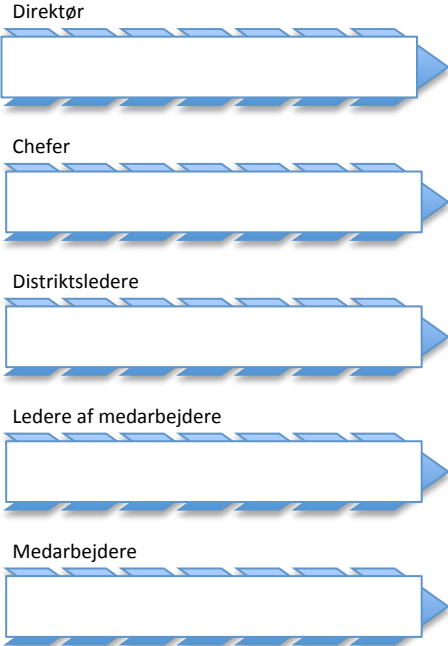 Direktør
Chefer
Distriktsledere
Ledere af medarbejdere
Medarbejdere